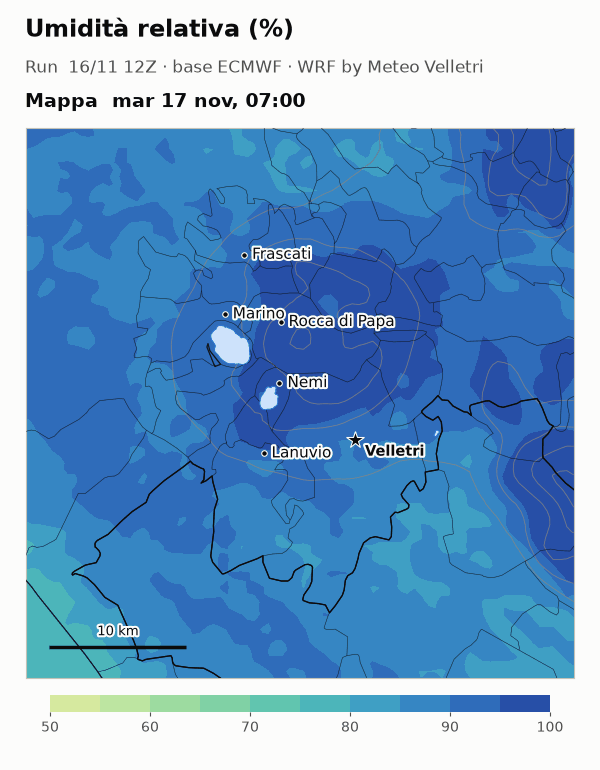 Umidità relativa (%)
Run  16/11 12Z · base ECMWF · WRF by Meteo Velletri
Mappa  mar 17 nov, 07:00
Frascati
Marino
Rocca di Papa
Nemi
Velletri
Lanuvio
10 km
50 60 70 80 90 100